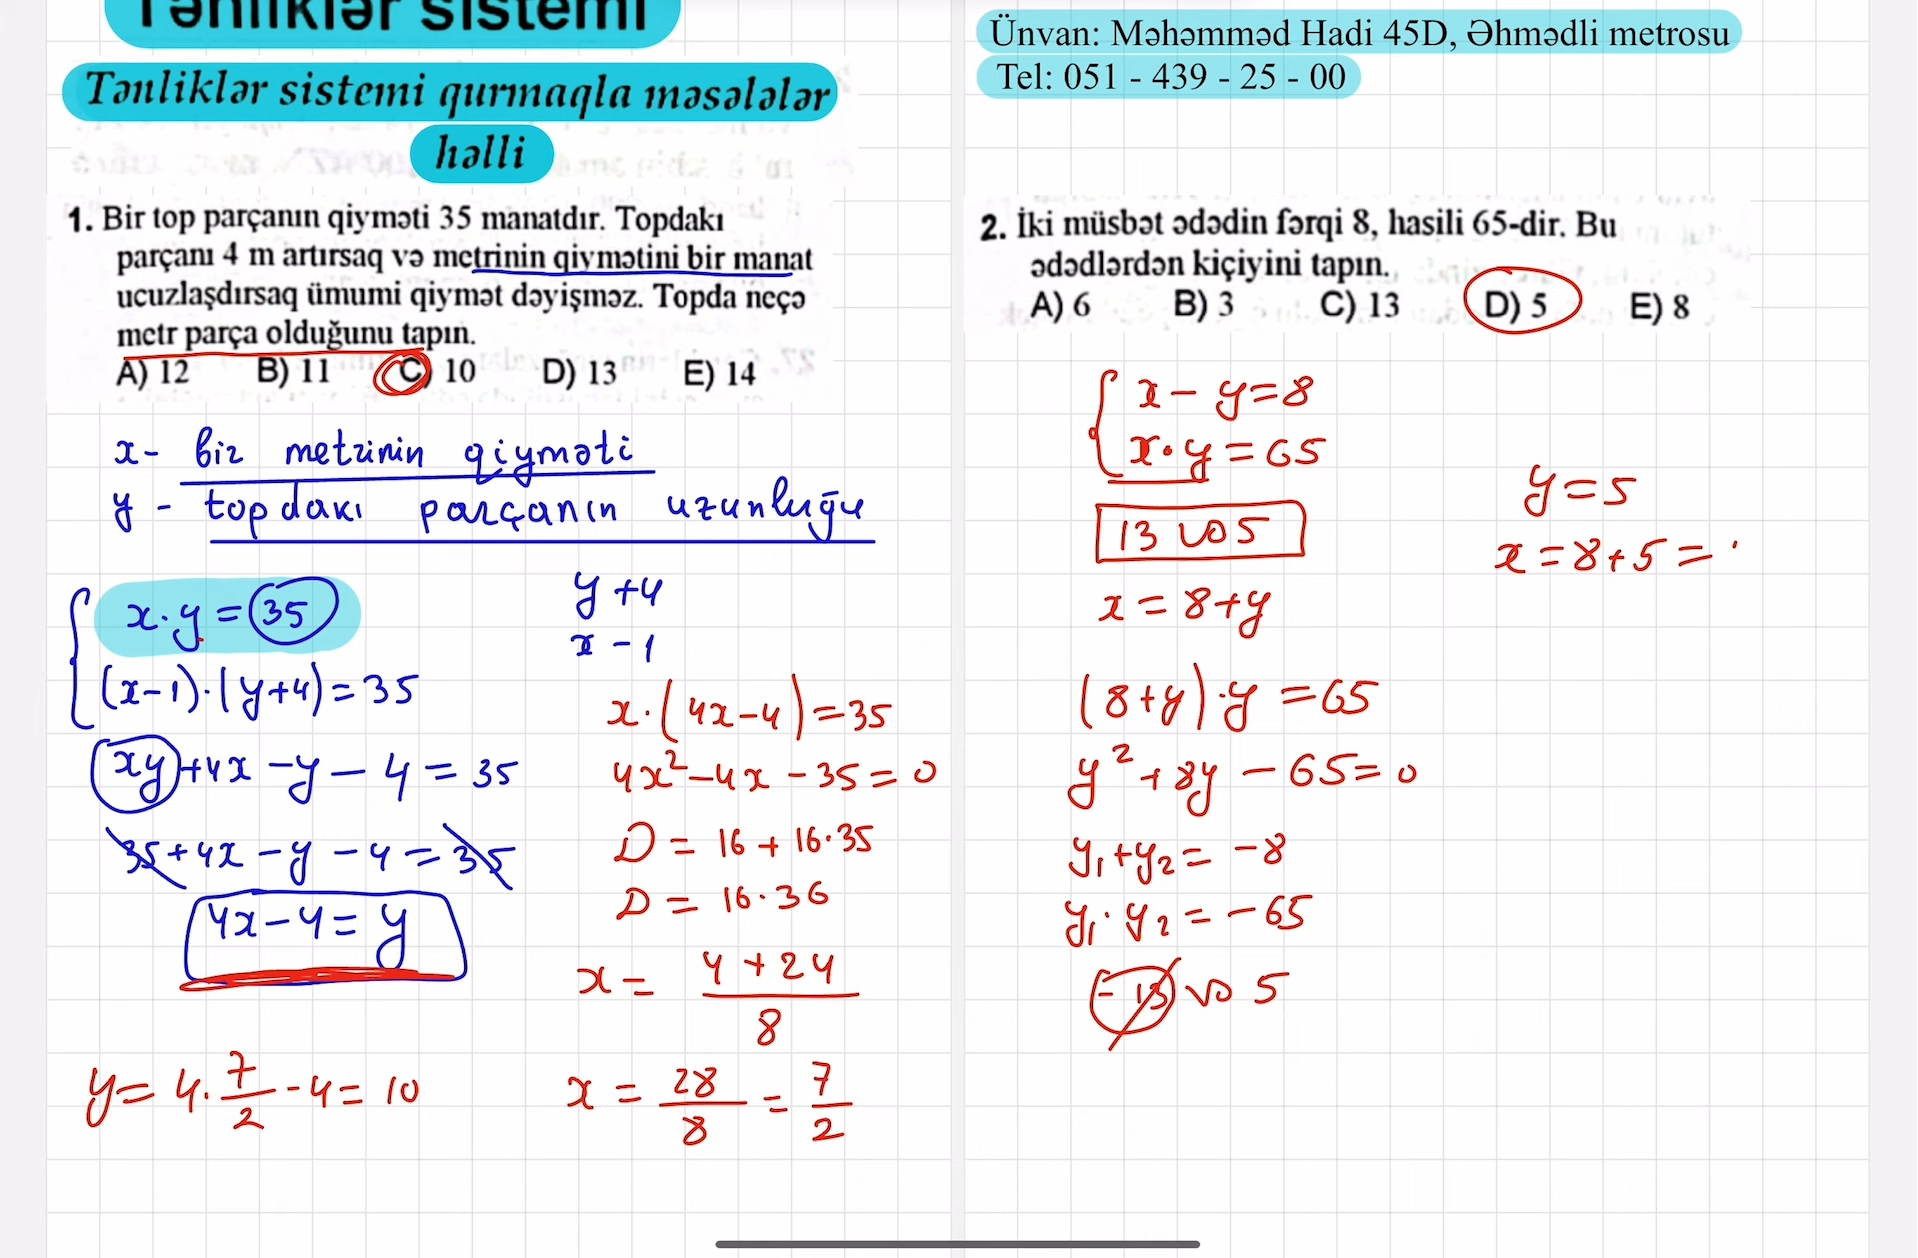 Tənliklər sistemi
Tənliklər sistemi qurmaqla məsələlər
həlli
1. Bir top parçanın qiyməti 35 manatdır. Topdakı
parçanı 4 m artırsaq və metrinin qiymətini bir manat
ucuzlaşdırsaq ümumi qiymət dəyişməz. Topda neçə
metr parça olduğunu tapın.
A) 12 B) 11 C) 10 D) 13 E) 14
x- bir metrinin qiyməti
y - topdakı parçanın uzunluğu
x·y=35
(x-1)·(y+4)=35
xy+4x-y-4=35
35+4x-y-4=35
4x-4=y
y=4·7/2-4=10
y+4
x-1
x·(4x-4)=35
4x²-4x-35=0
D=16+16·35
D=16·36
x=4+24/8
x=28/8=7/2
Ünvan: Məhəmməd Hadi 45D, Əhmədli metrosu
Tel: 051 - 439 - 25 - 00
2. İki müsbət ədədin fərqi 8, hasili 65-dir. Bu
ədədlərdən kiçiyini tapın.
A) 6 B) 3 C) 13 D) 5 E) 8
x-y=8
x·y=65
13 və 5
x=8+y
(8+y)·y=65
y²+8y-65=0
y₁+y₂=-8
y₁·y₂=-65
-13 və 5
y=5
x=8+5=